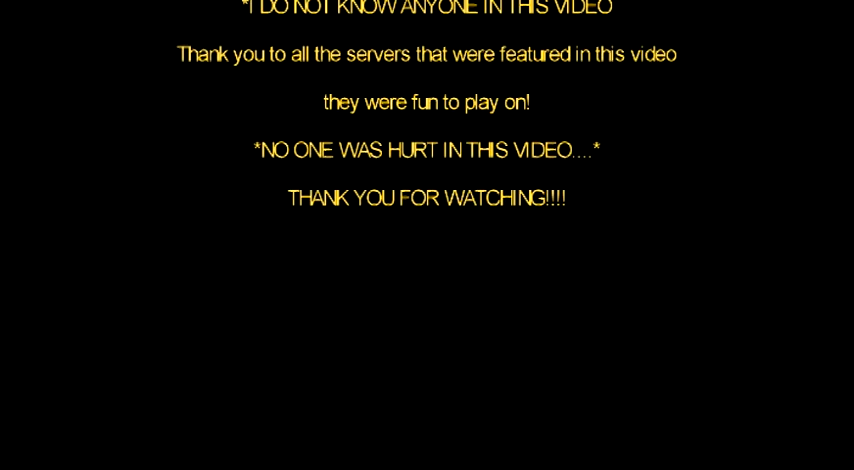 *I DO NOT KNOW ANYONE IN THIS VIDEO
Thank you to all the servers that were featured in this video
they were fun to play on!
*NO ONE WAS HURT IN THIS VIDEO....*
THANK YOU FOR WATCHING!!!!